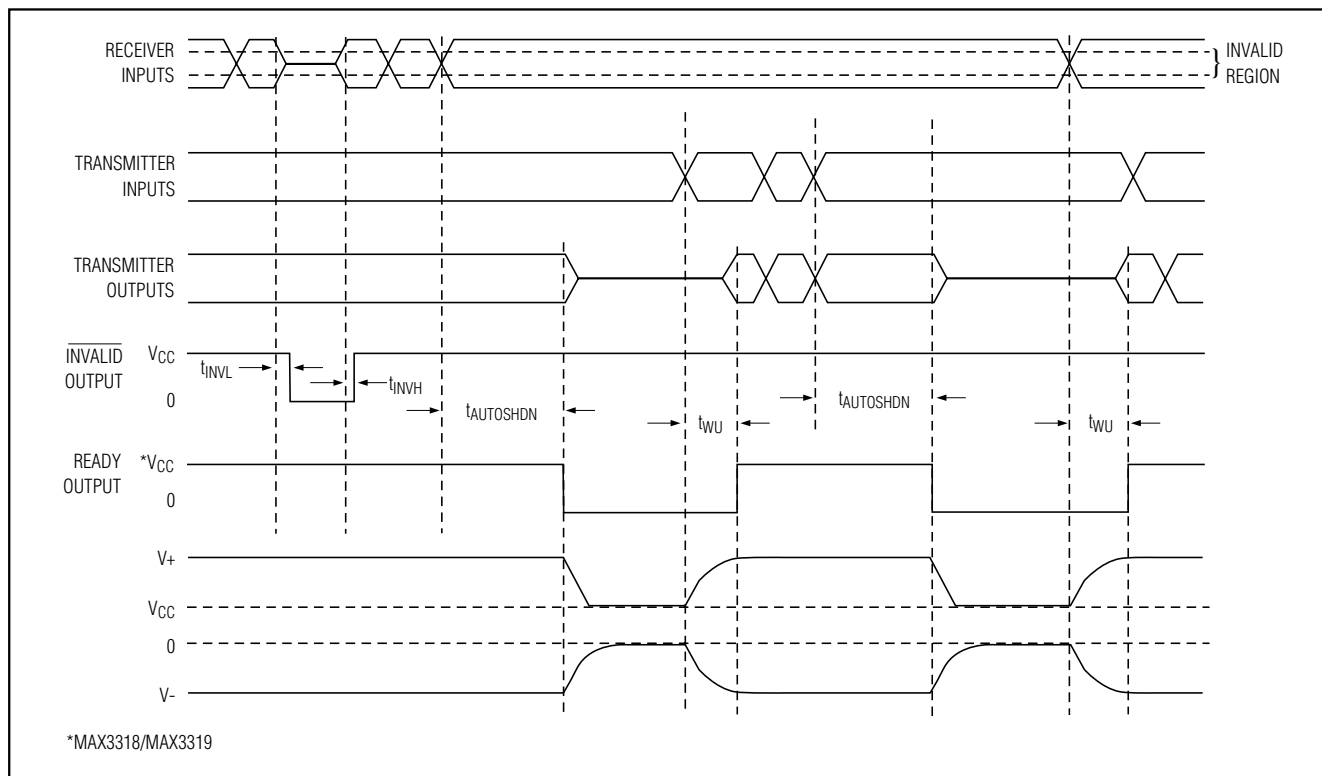 RECEIVER
INPUTS
INVALID
REGION
TRANSMITTER
INPUTS
TRANSMITTER
OUTPUTS
INVALID
OUTPUT
VCC
0
tINVL
tINVH
tAUTOSHDN
tWU
tAUTOSHDN
tWU
READY
OUTPUT
*VCC
0
V+
VCC
0
V-
*MAX3318/MAX3319